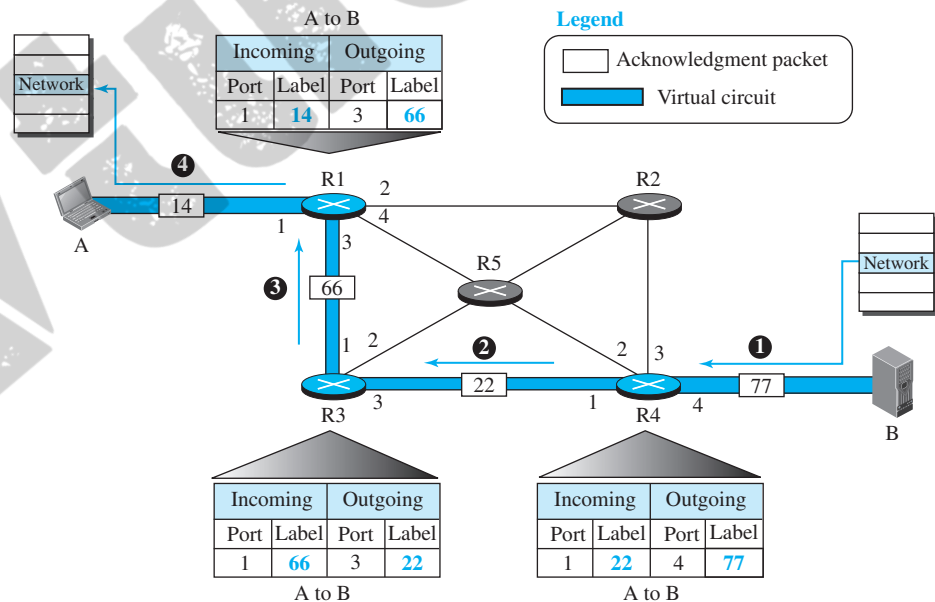 A to B
Incoming Outgoing
Port Label Port Label
1 14 3 66
Legend
Acknowledgment packet
Virtual circuit
Network
4
14
A
1
R1
2
4
3
R2
Network
R5
3
66
1
2
R3
3
2
22
1
R4
2
3
4
1
77
B
Incoming Outgoing
Port Label Port Label
1 66 3 22
A to B
Incoming Outgoing
Port Label Port Label
1 22 4 77
A to B